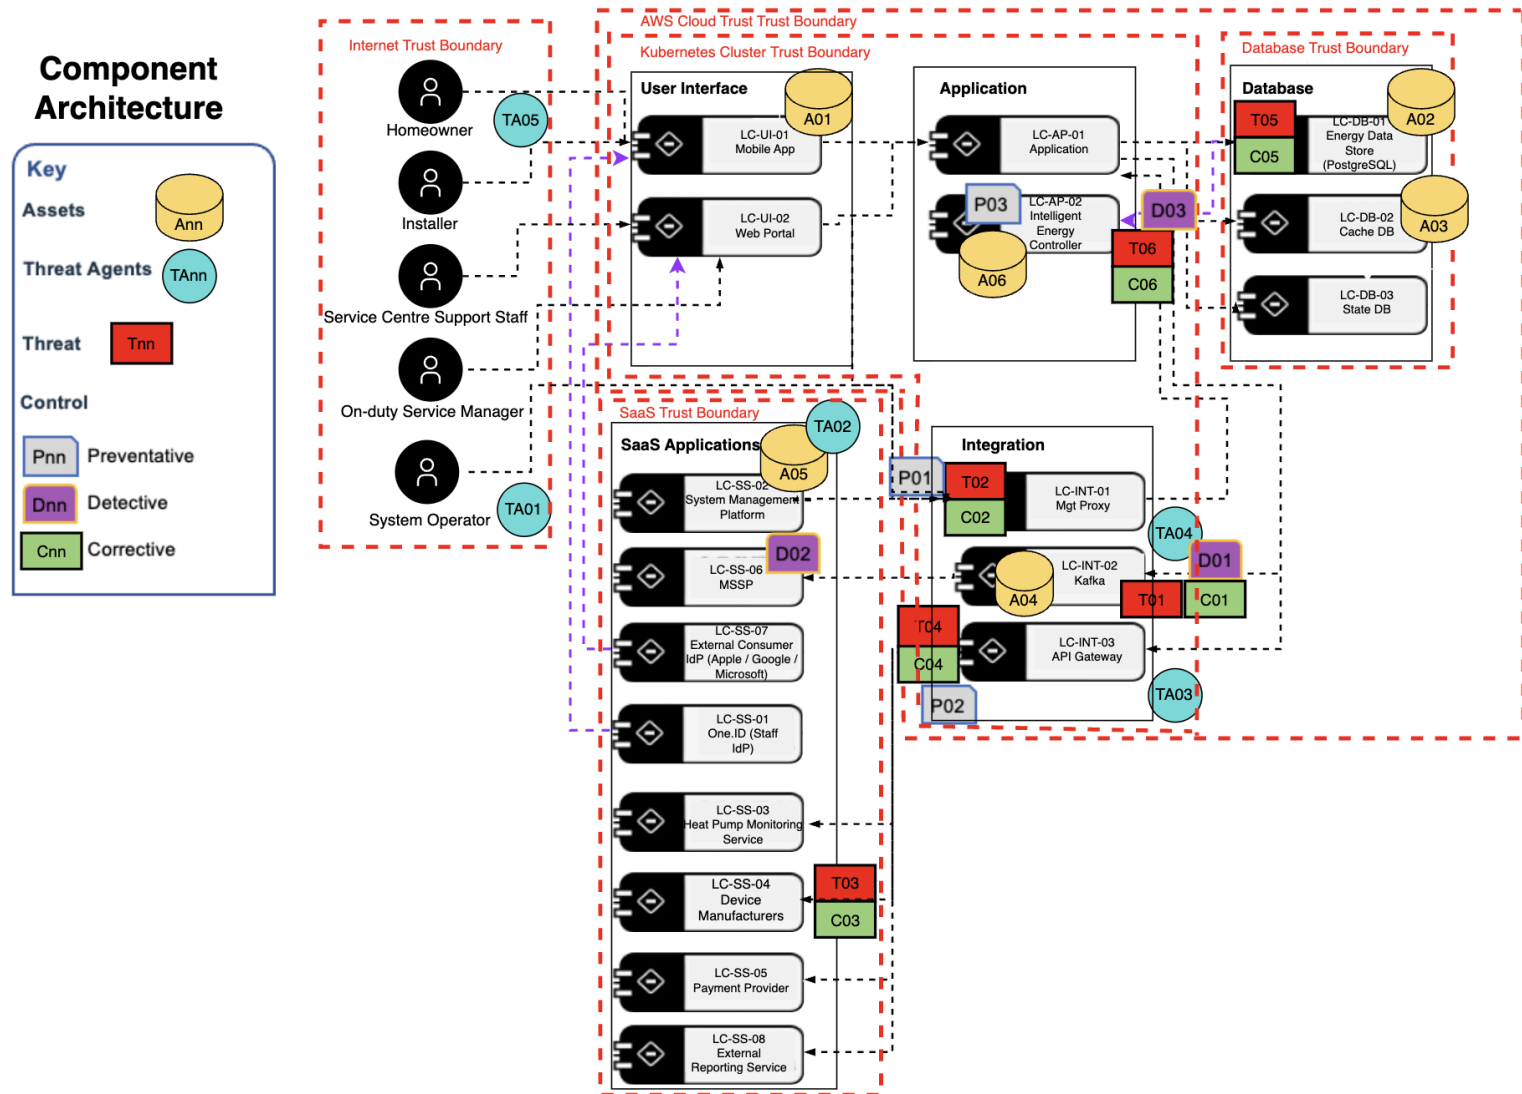 Component
Architecture
Key
Assets
Ann
Threat Agents
TAnn
Threat
Tnn
Control
Pnn
Preventative
Dnn
Detective
Cnn
Corrective
Internet Trust Boundary
Homeowner
TA05
Installer
Service Centre Support Staff
On-duty Service Manager
System Operator
TA01
AWS Cloud Trust Trust Boundary
Kubernetes Cluster Trust Boundary
User Interface
A01
LC-UI-01
Mobile App
LC-UI-02
Web Portal
Application
LC-AP-01
Application
P03
LC-AP-02
Intelligent
Energy
Controller
A06
D03
T06
C06
Database Trust Boundary
Database
A02
T05
C05
LC-DB-01
Energy Data
Store
(PostgreSQL)
LC-DB-02
Cache DB
A03
LC-DB-03
State DB
SaaS Trust Boundary
SaaS Applications
TA02
A05
LC-SS-02
System Management
Platform
D02
LC-SS-06
MSSP
LC-SS-07
External Consumer
IdP (Apple / Google /
Microsoft)
LC-SS-01
One.ID (Staff
IdP)
LC-SS-03
Heat Pump Monitoring
Service
LC-SS-04
Device
Manufacturers
T03
C03
LC-SS-05
Payment Provider
LC-SS-08
External
Reporting Service
Integration
P01
T02
C02
LC-INT-01
Mgt Proxy
TA04
LC-INT-02
Kafka
A04
D01
T01
C01
T04
C04
P02
LC-INT-03
API Gateway
TA03